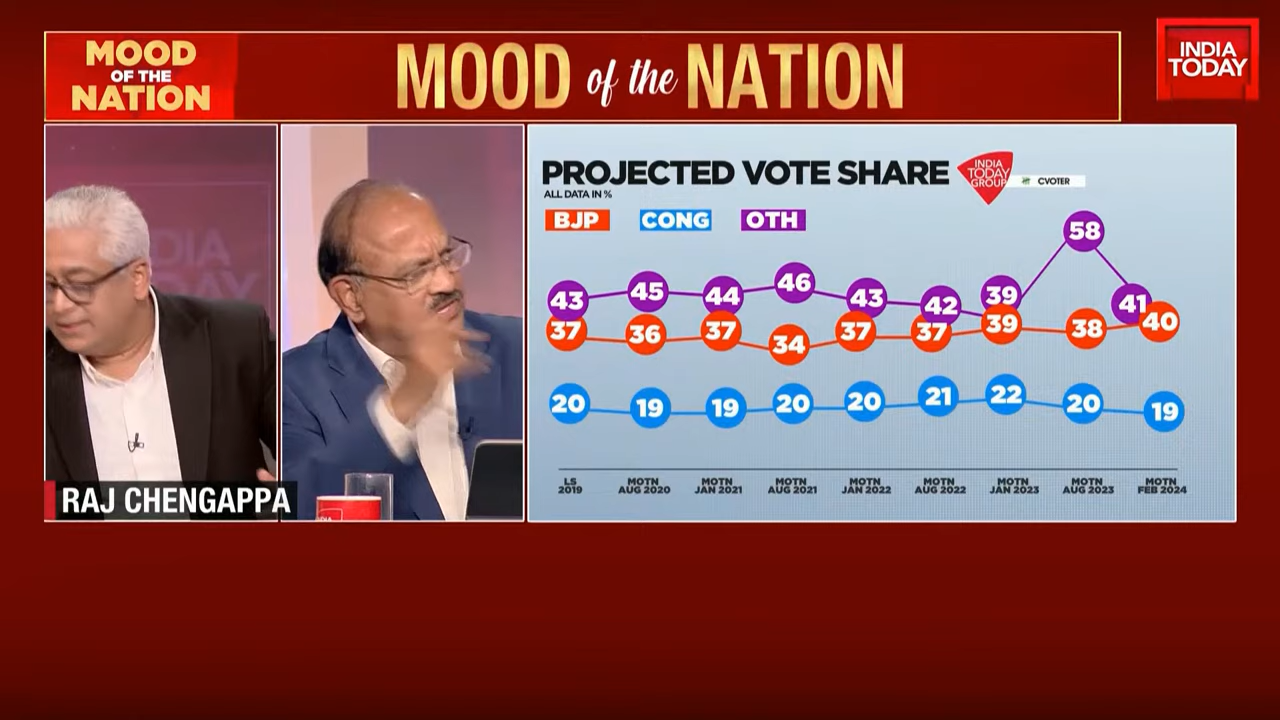 MOOD
OF THE
NATION
MOOD of the NATION
INDIA
TODAY
PROJECTED VOTE SHARE
INDIA
TODAY
GROUP
CVOTER
ALL DATA IN %
BJP CONG OTH
43 45 44 46 43 42 39 58 41
37 36 37 34 37 37 39 38 40
20 19 19 20 20 21 22 20 19
LS MOTN MOTN MOTN MOTN MOTN MOTN MOTN MOTN
2019 AUG 2020 JAN 2021 AUG 2021 JAN 2022 AUG 2022 JAN 2023 AUG 2023 FEB 2024
RAJ CHENGAPPA